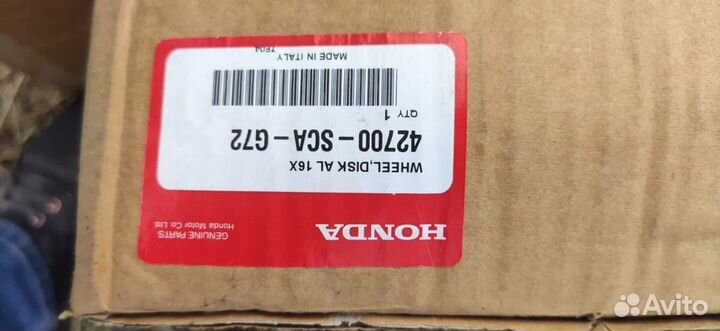 HONDA
GENUINE PARTS
Honda Motor Co. Ltd.
WHEEL,DISK AL 16X
42700-SCA-G72
QTY 1
MADE IN ITALY
7E04
Avito